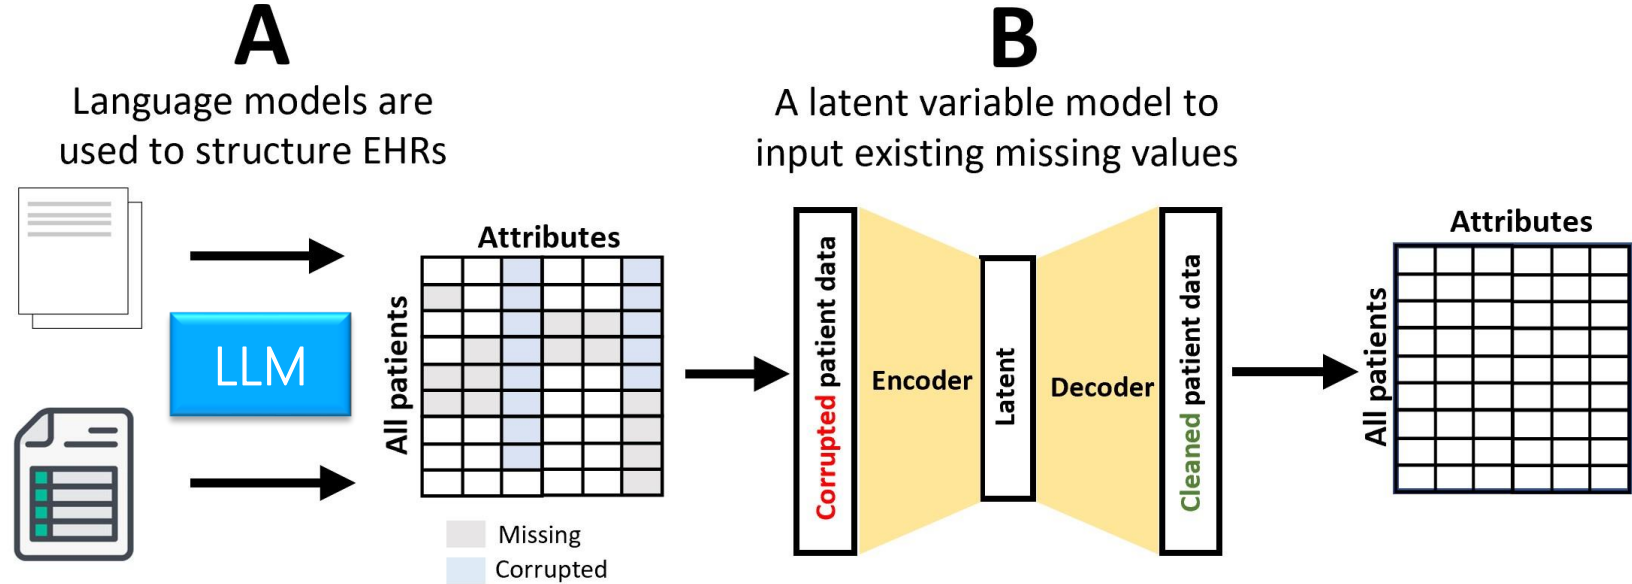 A
Language models are
used to structure EHRs
LLM
Attributes
All patients
Missing
Corrupted
B
A latent variable model to
input existing missing values
Corrupted patient data
Encoder
Latent
Decoder
Cleaned patient data
Attributes
All patients